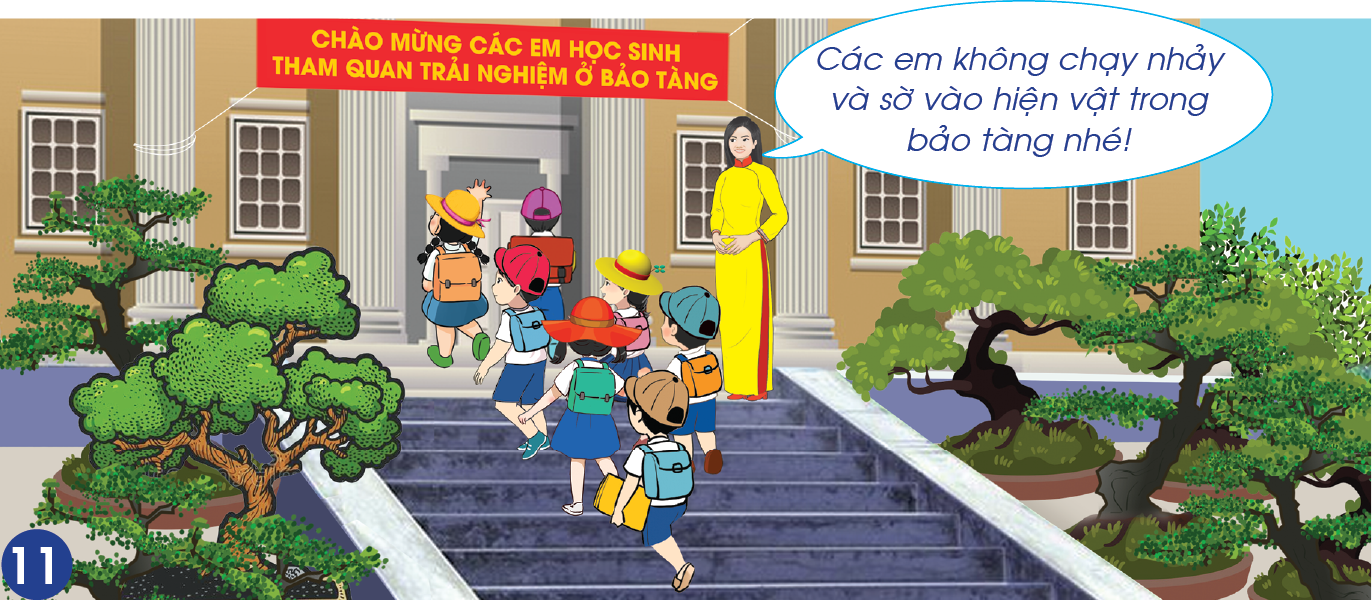 CHÀO MỪNG CÁC EM HỌC SINH
THAM QUAN TRẢI NGHIỆM Ở BẢO TÀNG
Các em không chạy nhảy
và sờ vào hiện vật trong
bảo tàng nhé!
11